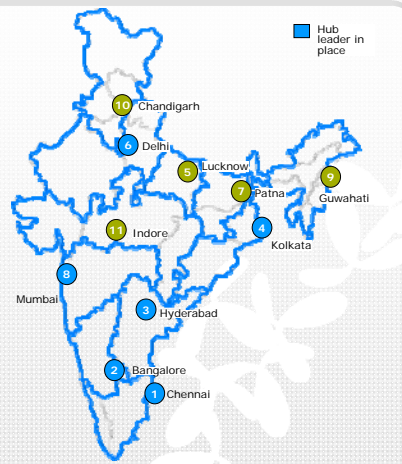 Hub
leader in
place
10 Chandigarh
6 Delhi
5 Lucknow
7 Patna
9
Guwahati
4
Kolkata
11 Indore
8
Mumbai
3 Hyderabad
2 Bangalore
1 Chennai